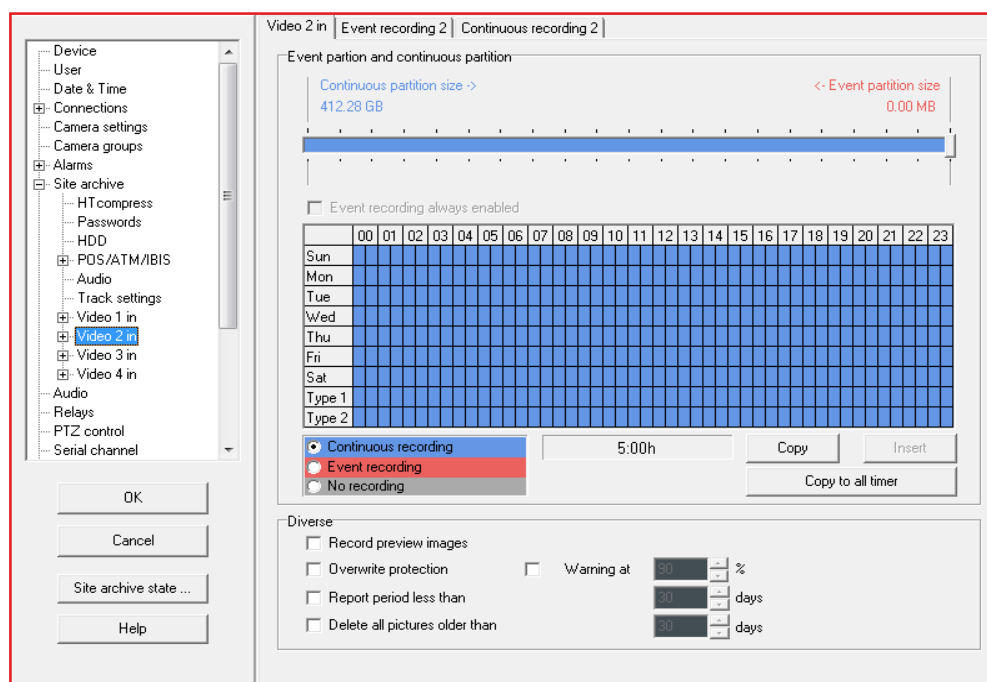 Device
User
Date & Time
Connections
Camera settings
Camera groups
Alarms
Site archive
HTcompress
Passwords
HDD
POS/ATM/IBIS
Audio
Track settings
Video 1 in
Video 2 in
Video 3 in
Video 4 in
Audio
Relays
PTZ control
Serial channel
OK
Cancel
Site archive state ...
Help
Video 2 in Event recording 2 Continuous recording 2
Event partion and continuous partition
Continuous partition size -> <- Event partition size
412.28 GB 0.00 MB
Event recording always enabled
00 01 02 03 04 05 06 07 08 09 10 11 12 13 14 15 16 17 18 19 20 21 22 23
Sun
Mon
Tue
Wed
Thu
Fri
Sat
Type 1
Type 2
Continuous recording 5:00h Copy Insert
Event recording
No recording Copy to all timer
Diverse
Record preview images
Overwrite protection Warning at 90 %
Report period less than 30 days
Delete all pictures older than 30 days